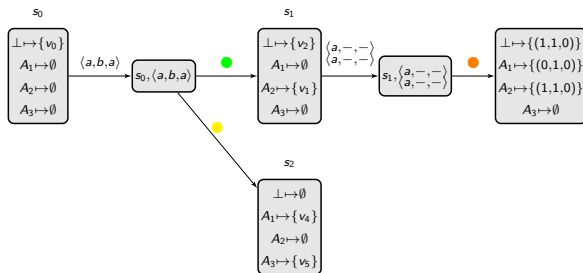 s₀
⊥↦{v₀}
A₁↦∅
A₂↦∅
A₃↦∅
⟨a,b,a⟩
s₀,⟨a,b,a⟩
s₁
⊥↦{v₂}
A₁↦∅
A₂↦{v₁}
A₃↦∅
⟨a,−,−⟩
⟨a,−,−⟩
s₁,⟨a,−,−⟩
⟨a,−,−⟩
⊥↦{(1,1,0)}
A₁↦{(0,1,0)}
A₂↦{(1,1,0)}
A₃↦∅
s₂
⊥↦∅
A₁↦{v₄}
A₂↦∅
A₃↦{v₅}